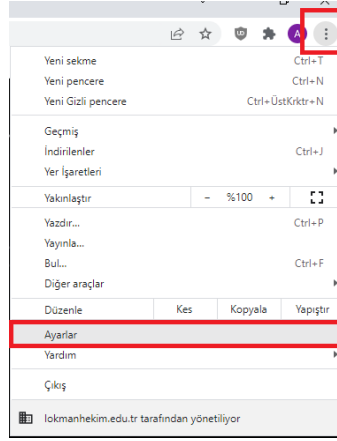 A
Yeni sekme Ctrl+T
Yeni pencere Ctrl+N
Yeni Gizli pencere Ctrl+ÜstKrktr+N
Geçmiş
İndirilenler Ctrl+J
Yer İşaretleri
Yakınlaştır - %100 +
Yazdır... Ctrl+P
Yayınla...
Bul... Ctrl+F
Diğer araçlar
Düzenle Kes Kopyala Yapıştır
Ayarlar
Yardım
Çıkış
lokmanhekim.edu.tr tarafından yönetiliyor